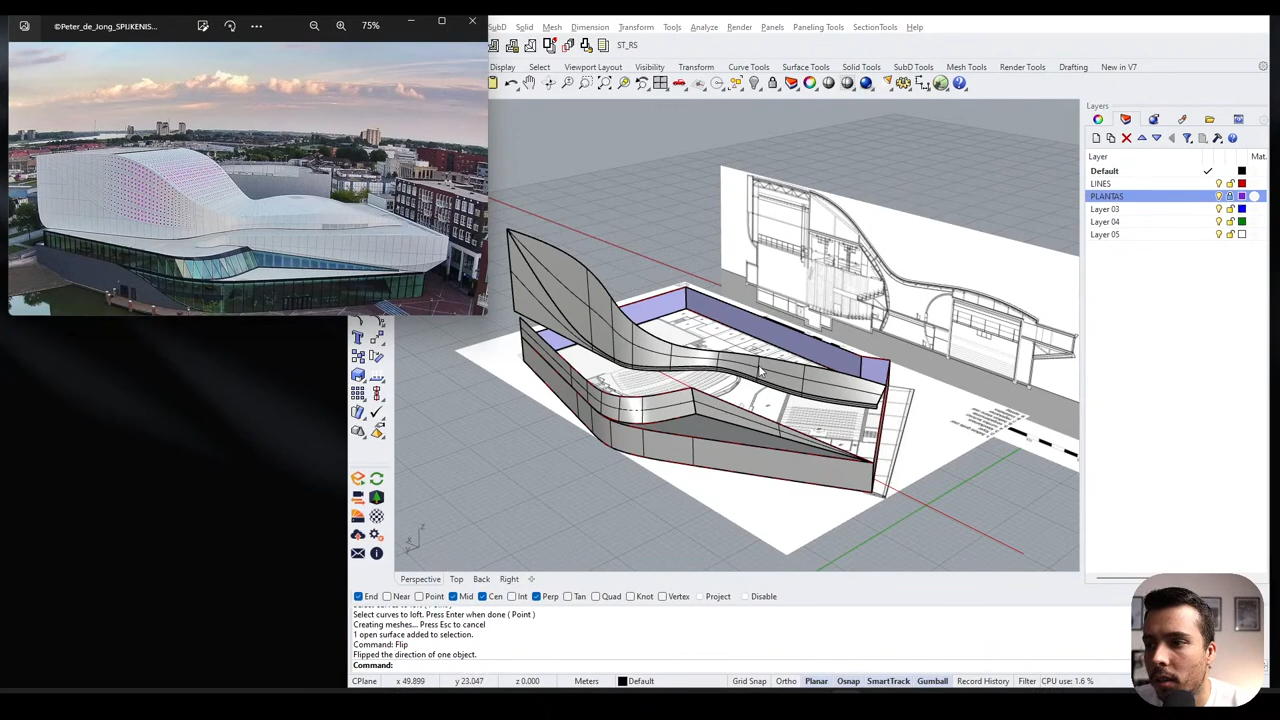 ©Peter_de_Jong_SPIJKENIS...
75%
SubD Solid Mesh Dimension Transform Tools Analyze Render Panels Paneling Tools SectionTools Help
ST_RS
Display Select Viewport Layout Visibility Transform Curve Tools Surface Tools Solid Tools SubD Tools Mesh Tools Render Tools Drafting New in V7
Layers
Layer Mat.
Default
LINES
PLANTAS
Layer 03
Layer 04
Layer 05
z
x
y
Perspective Top Back Right
End Near Point Mid Cen Int Perp Tan Quad Knot Vertex Project Disable
Select curves to loft. Press Enter when done ( Point )
Creating meshes... Press Esc to cancel
1 open surface added to selection.
Command: Flip
Flipped the direction of one object.
Command:
CPlane x 49.899 y 23.047 z 0.000 Meters Default Grid Snap Ortho Planar Osnap SmartTrack Gumball Record History Filter CPU use: 1.6 %